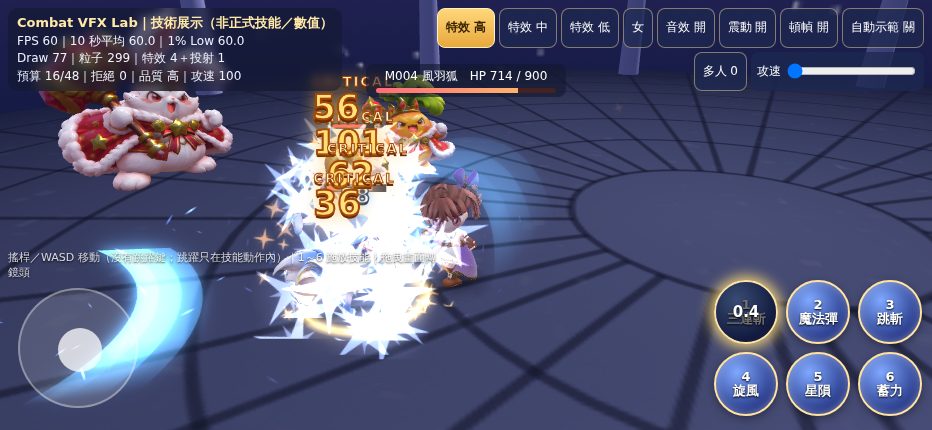 Combat VFX Lab｜技術展示（非正式技能／數值）
FPS 60｜10 秒平均 60.0｜1% Low 60.0
Draw 77｜粒子 299｜特效 4＋投射 1
預算 16/48｜拒絕 0｜品質 高｜攻速 100
特效 高
特效 中
特效 低
女
音效 開
震動 開
頓幀 開
自動示範 關
多人 0
攻速
M004 風羽狐 HP 714 / 900
56
101
CRITICAL
62
CRITICAL
36
搖桿／WASD 移動
鏡頭
0.4
三連斬
2
魔法彈
3
跳斬
4
旋風
5
星隕
6
蓄力